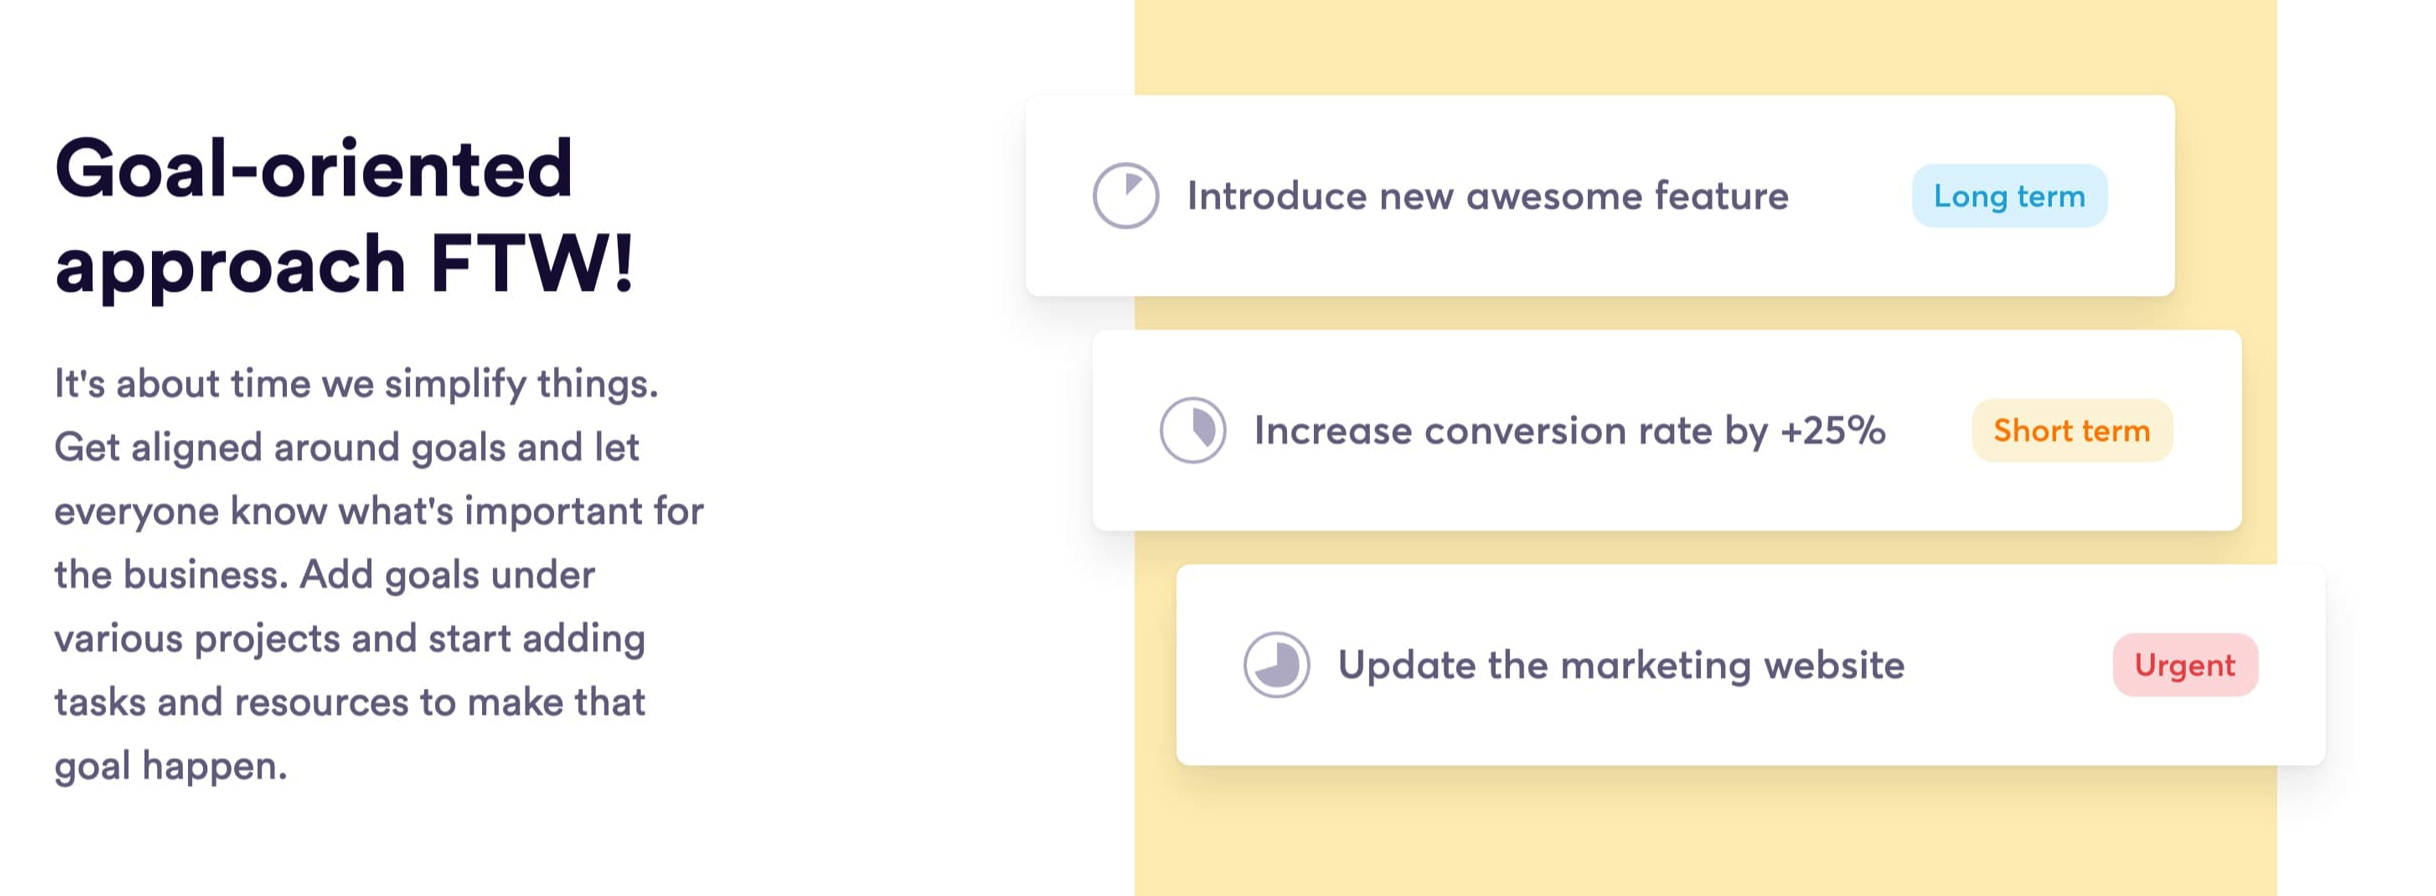 Goal-oriented
approach FTW!
It's about time we simplify things.
Get aligned around goals and let
everyone know what's important for
the business. Add goals under
various projects and start adding
tasks and resources to make that
goal happen.
Introduce new awesome feature
Long term
Increase conversion rate by +25%
Short term
Update the marketing website
Urgent